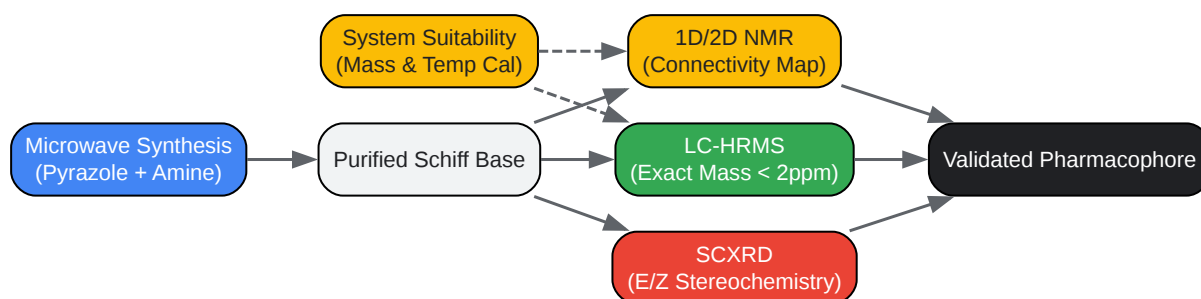 System Suitability
(Mass & Temp Cal)
1D/2D NMR
(Connectivity Map)
Microwave Synthesis
(Pyrazole + Amine)
Purified Schiff Base
LC-HRMS
(Exact Mass < 2ppm)
Validated Pharmacophore
SCXRD
(E/Z Stereochemistry)